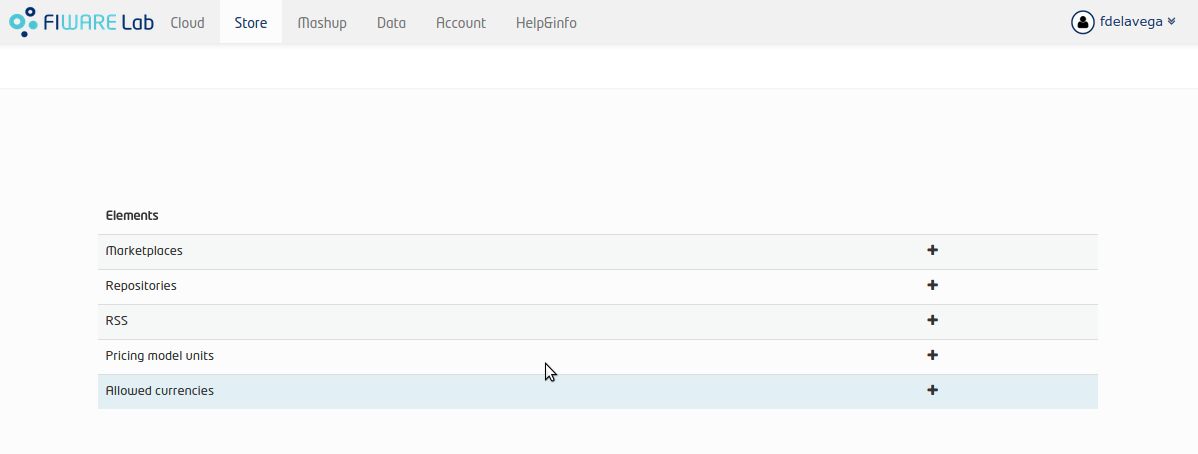 FIWARE Lab Cloud Store Mashup Data Account Help&info fdelavega
Elements
Marketplaces
Repositories
RSS
Pricing model units
Allowed currencies